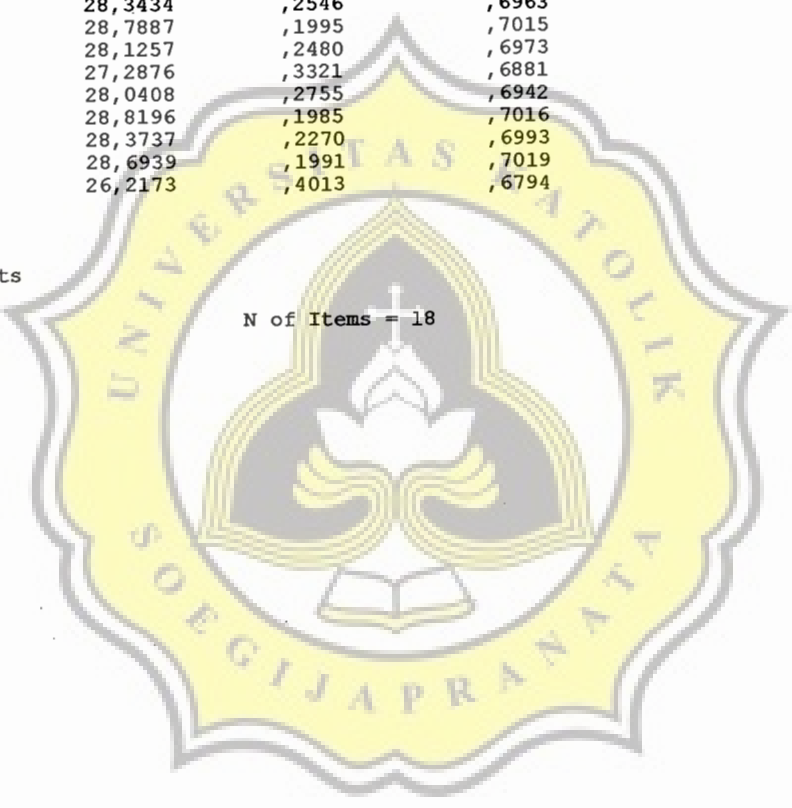 28,3434 ,2546 ,6963
28,7887 ,1995 ,7015
28,1257 ,2480 ,6973
27,2876 ,3321 ,6881
28,0408 ,2755 ,6942
28,8196 ,1985 ,7016
28,3737 ,2270 ,6993
28,6939 ,1991 ,7019
26,2173 ,4013 ,6794
ts
N of Items = 18
UNIVERSITAS KATOLIK
SOEGIJAPRANATA